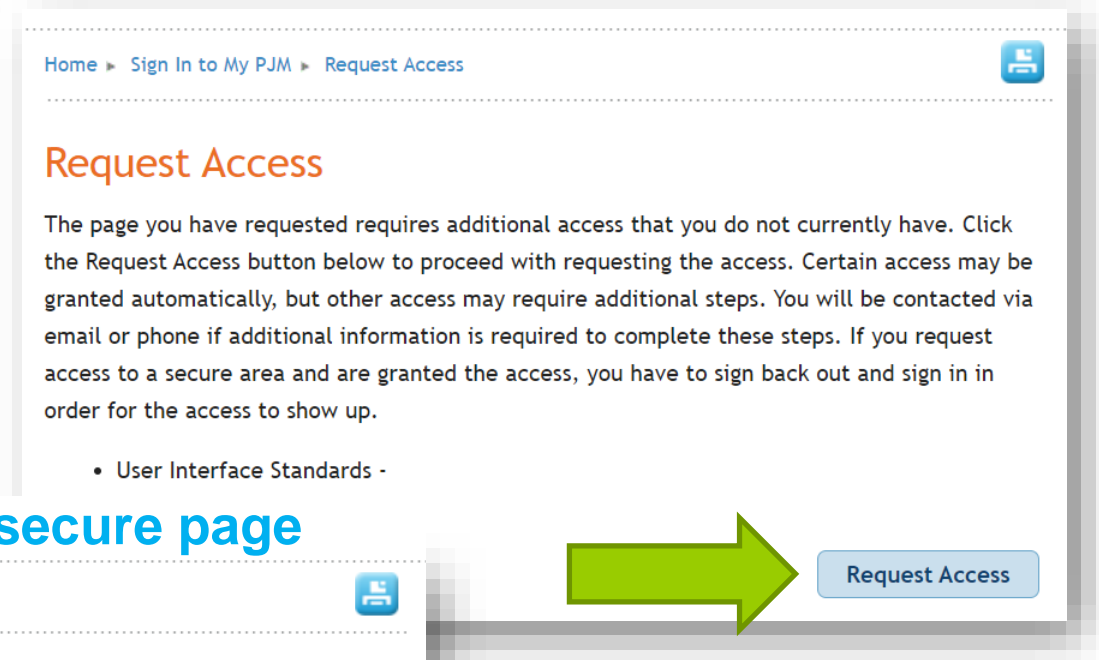 Home ▸ Sign In to My PJM ▸ Request Access
Request Access
The page you have requested requires additional access that you do not currently have. Click
the Request Access button below to proceed with requesting the access. Certain access may be
granted automatically, but other access may require additional steps. You will be contacted via
email or phone if additional information is required to complete these steps. If you request
access to a secure area and are granted the access, you have to sign back out and sign in in
order for the access to show up.
• User Interface Standards -
secure page
Request Access